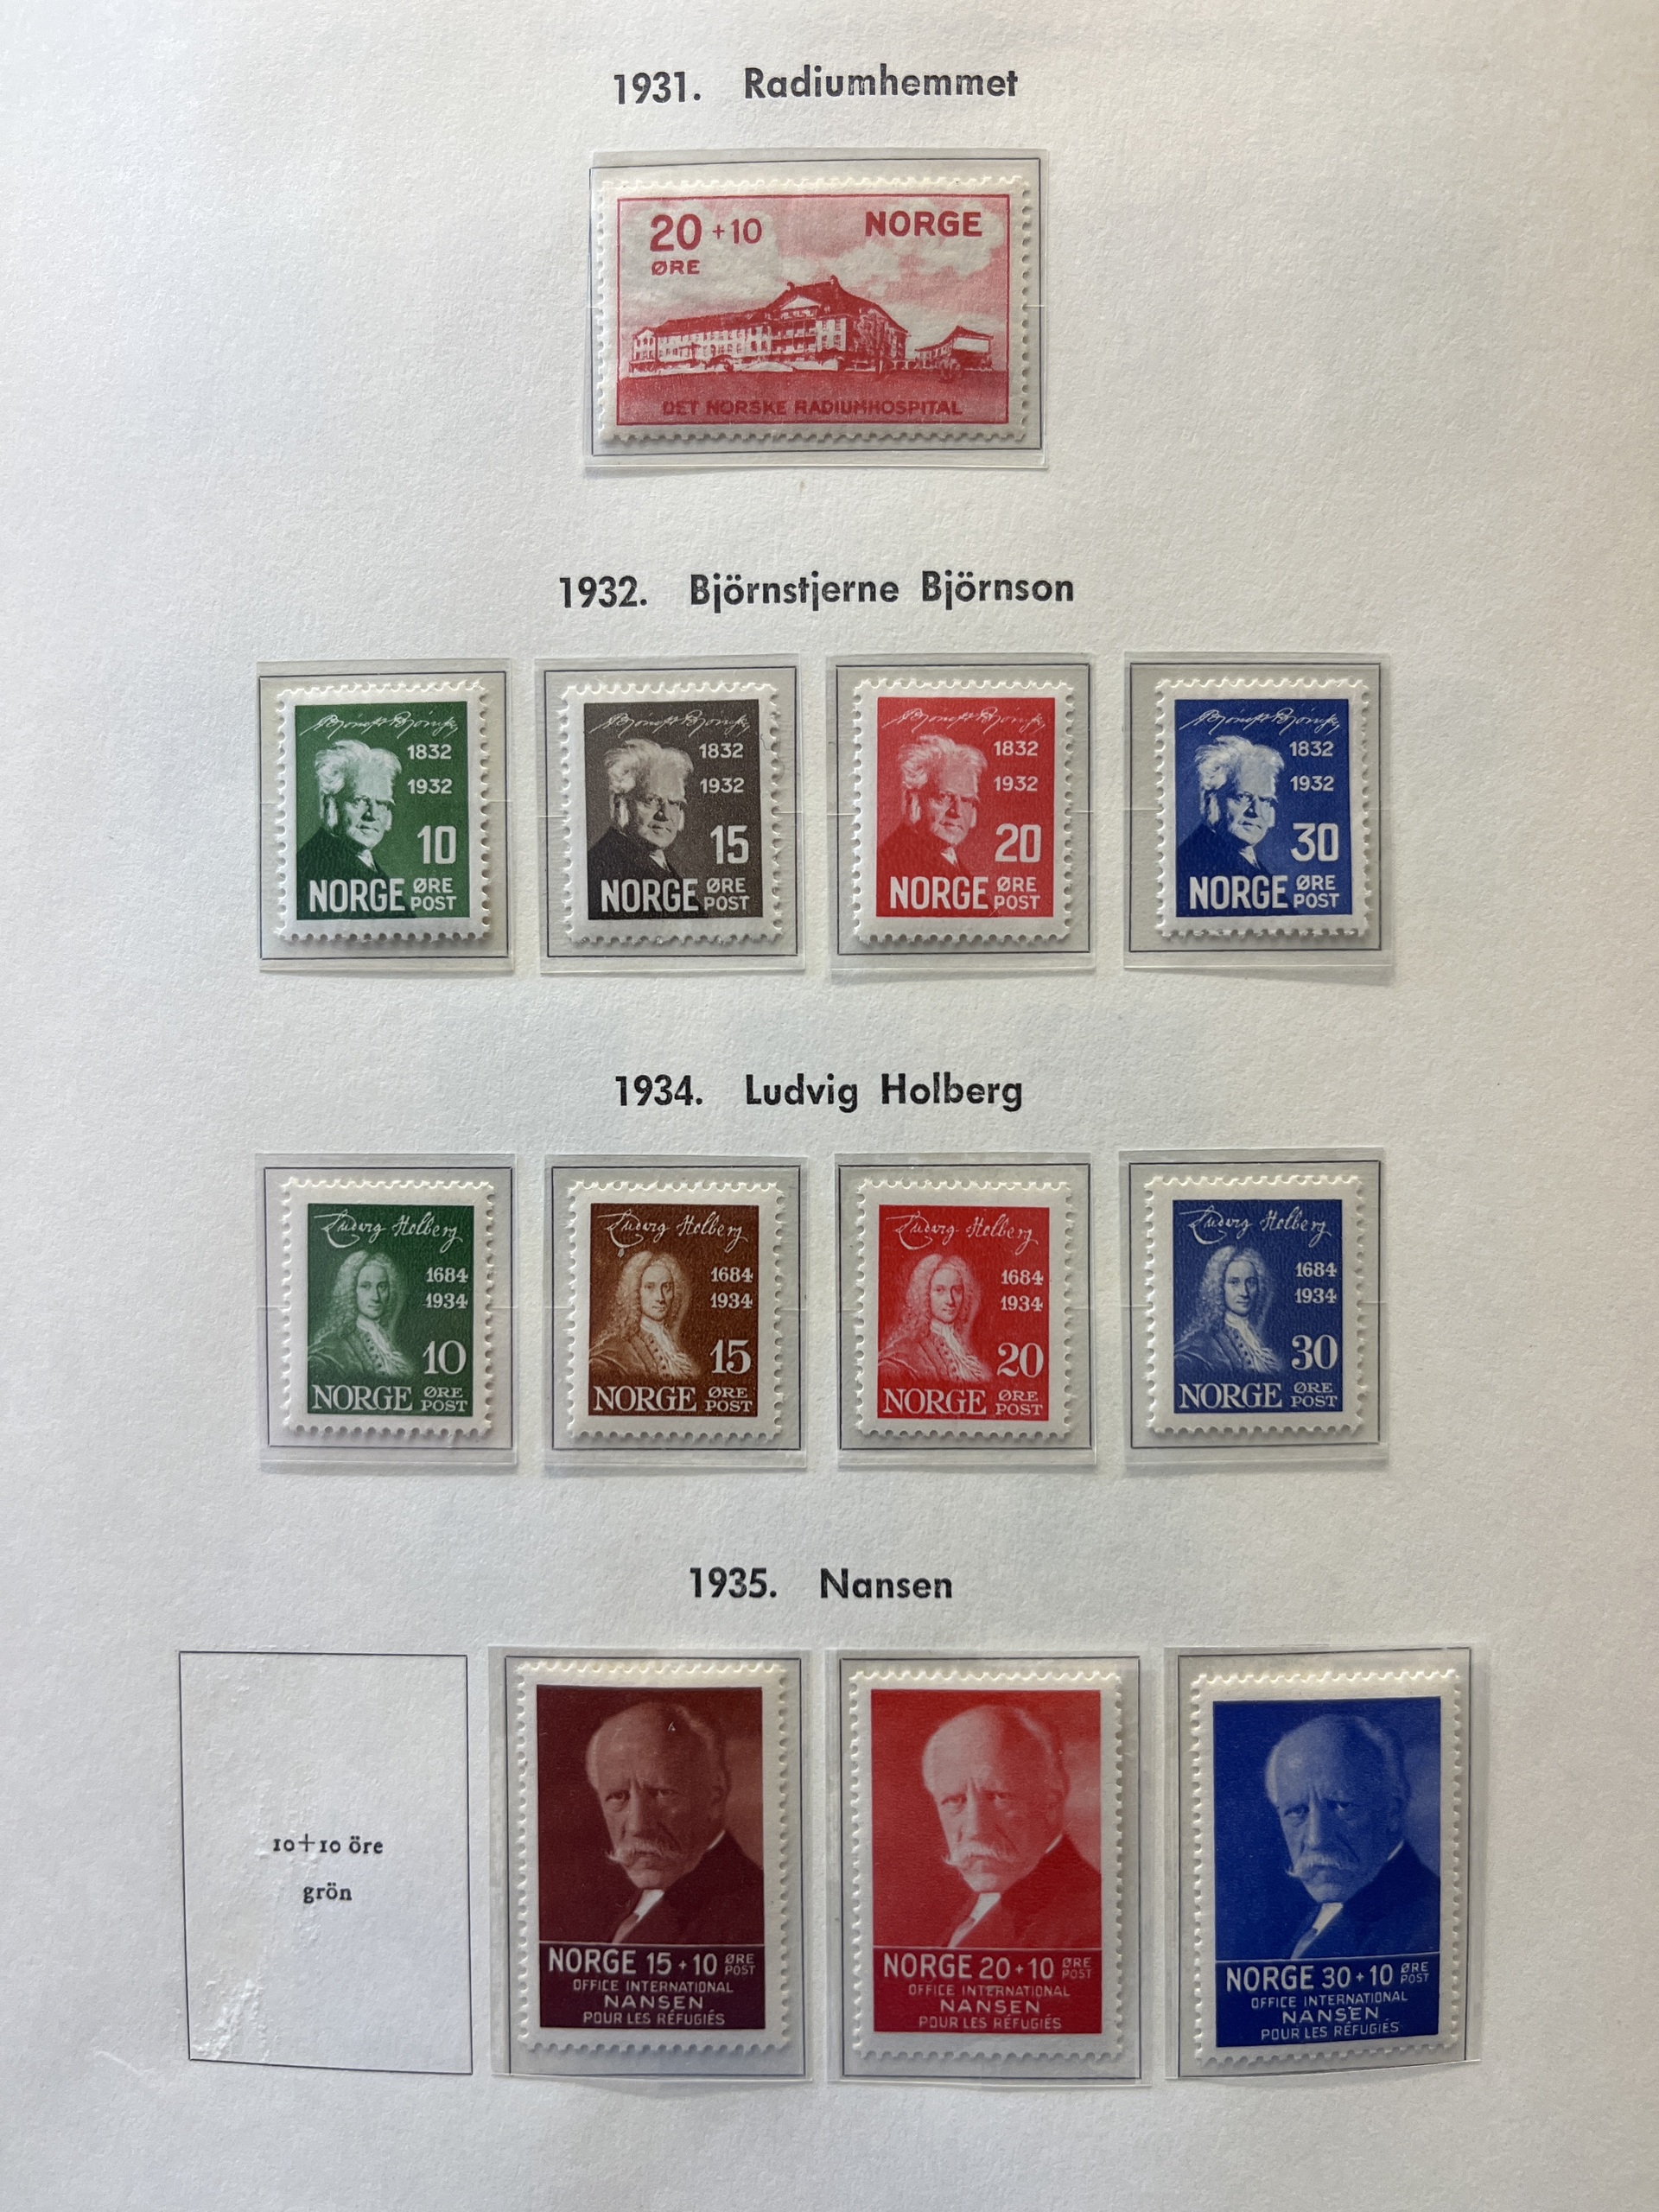 1931. Radiumhemmet
20 + 10 NORGE
ØRE
DET NORSKE RADIUMHOSPITAL
1932. Björnstjerne Björnson
1832
1932
10
NORGE ØRE
POST
1832
1932
15
NORGE ØRE
POST
1832
1932
20
NORGE ØRE
POST
1832
1932
30
NORGE ØRE
POST
1934. Ludvig Holberg
Ludvig Holberg
1684
1934
10
NORGE ØRE
POST
Ludvig Holberg
1684
1934
15
NORGE ØRE
POST
Ludvig Holberg
1684
1934
20
NORGE ØRE
POST
Ludvig Holberg
1684
1934
30
NORGE ØRE
POST
1935. Nansen
10+10 öre
grön
NORGE 15 + 10 ØRE
POST
OFFICE INTERNATIONAL
NANSEN
POUR LES RÉFUGIÉS
NORGE 20 + 10 ØRE
POST
OFFICE INTERNATIONAL
NANSEN
POUR LES RÉFUGIÉS
NORGE 30 + 10 ØRE
POST
OFFICE INTERNATIONAL
NANSEN
POUR LES RÉFUGIÉS